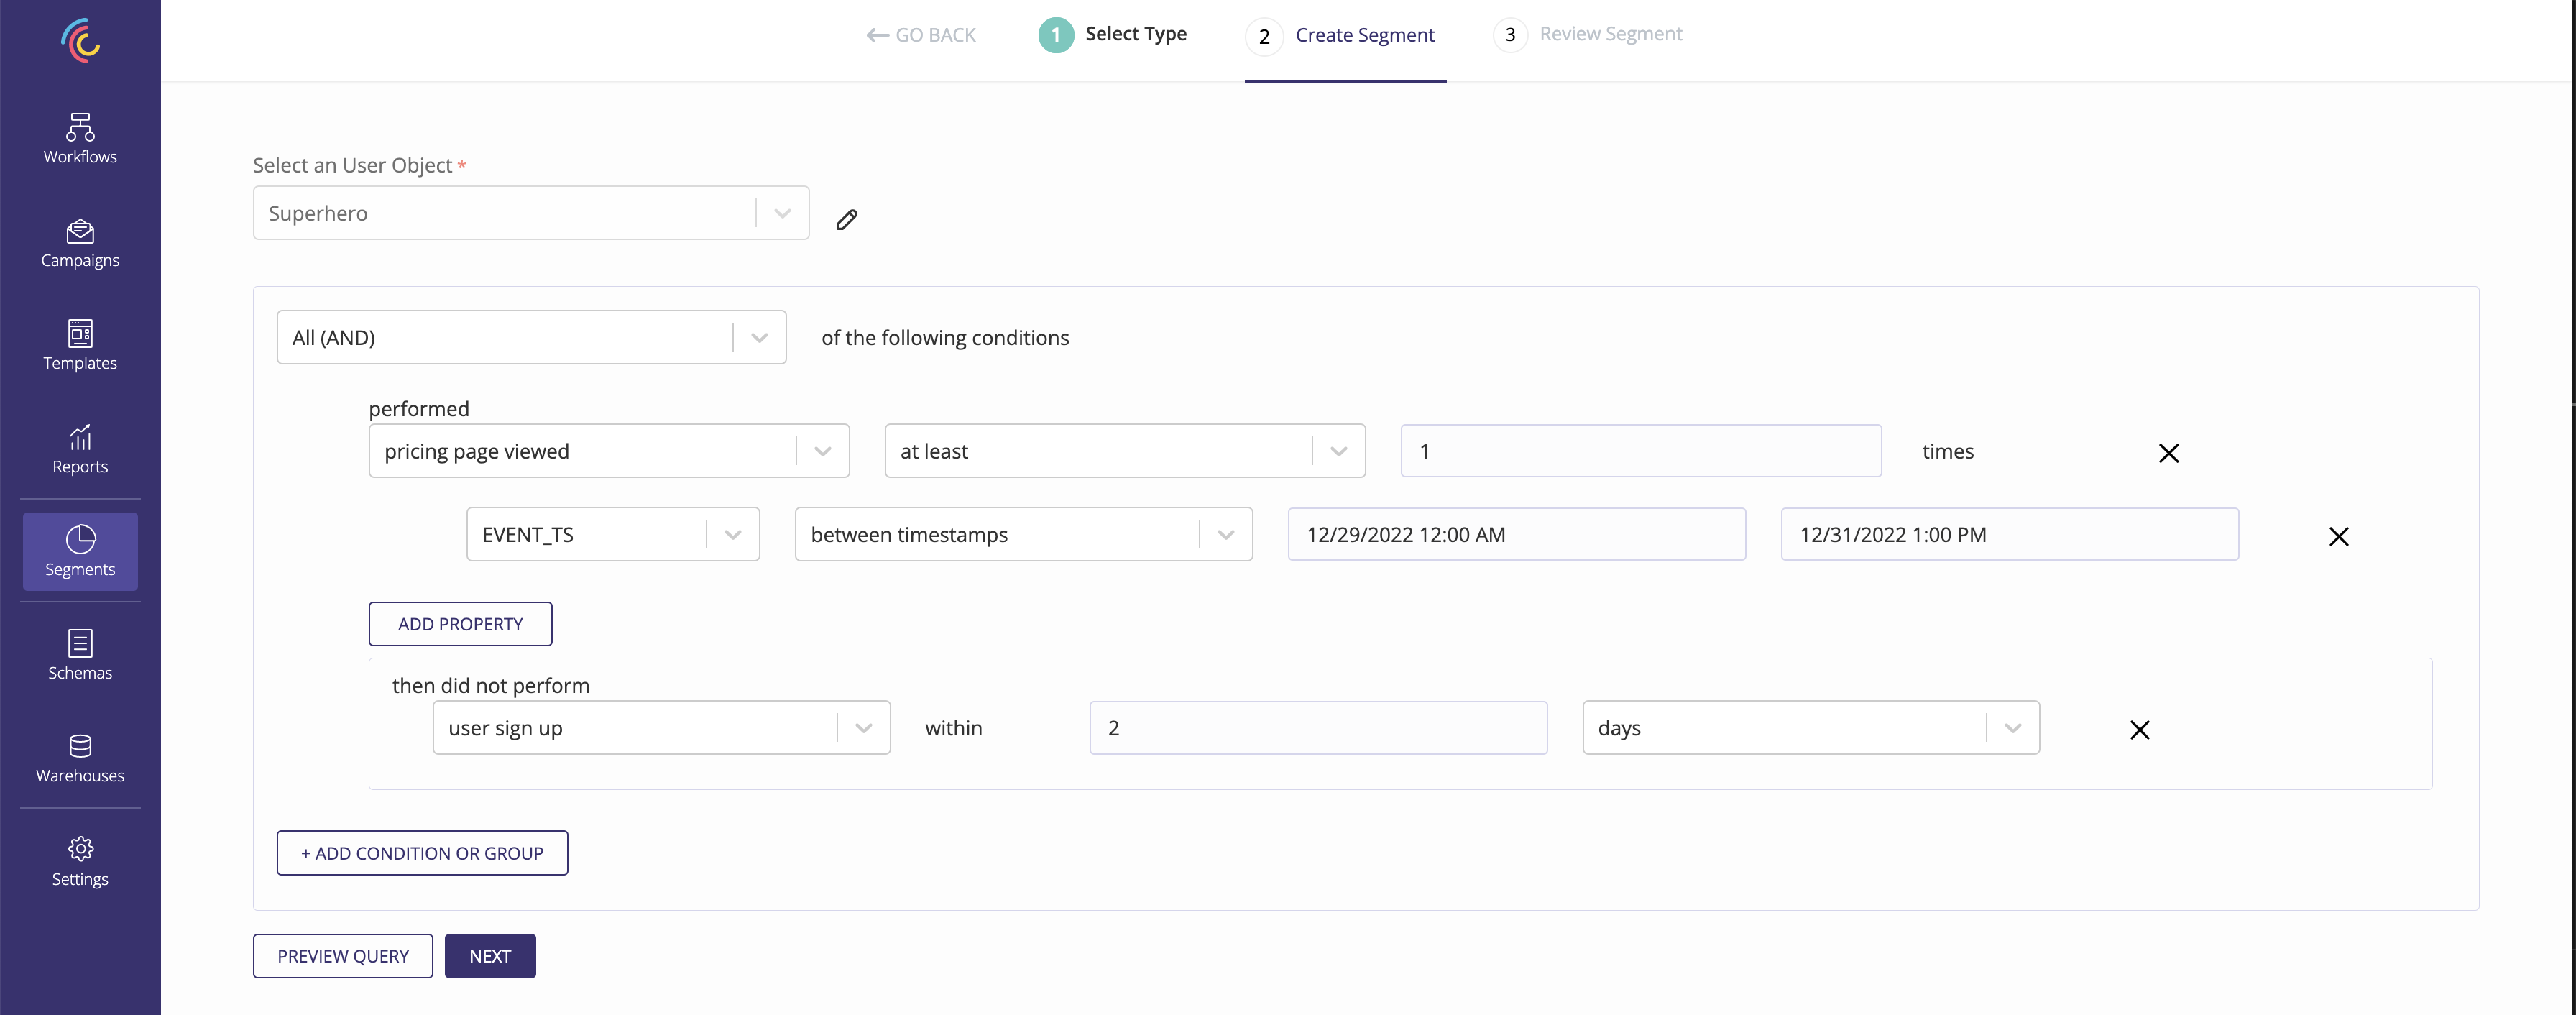 GO BACK
1 Select Type
2 Create Segment
3 Review Segment
Workflows
Campaigns
Templates
Reports
Segments
Schemas
Warehouses
Settings
Select an User Object *
Superhero
All (AND) of the following conditions
performed
pricing page viewed at least 1 times
EVENT_TS between timestamps 12/29/2022 12:00 AM 12/31/2022 1:00 PM
ADD PROPERTY
then did not perform
user sign up within 2 days
+ ADD CONDITION OR GROUP
PREVIEW QUERY NEXT